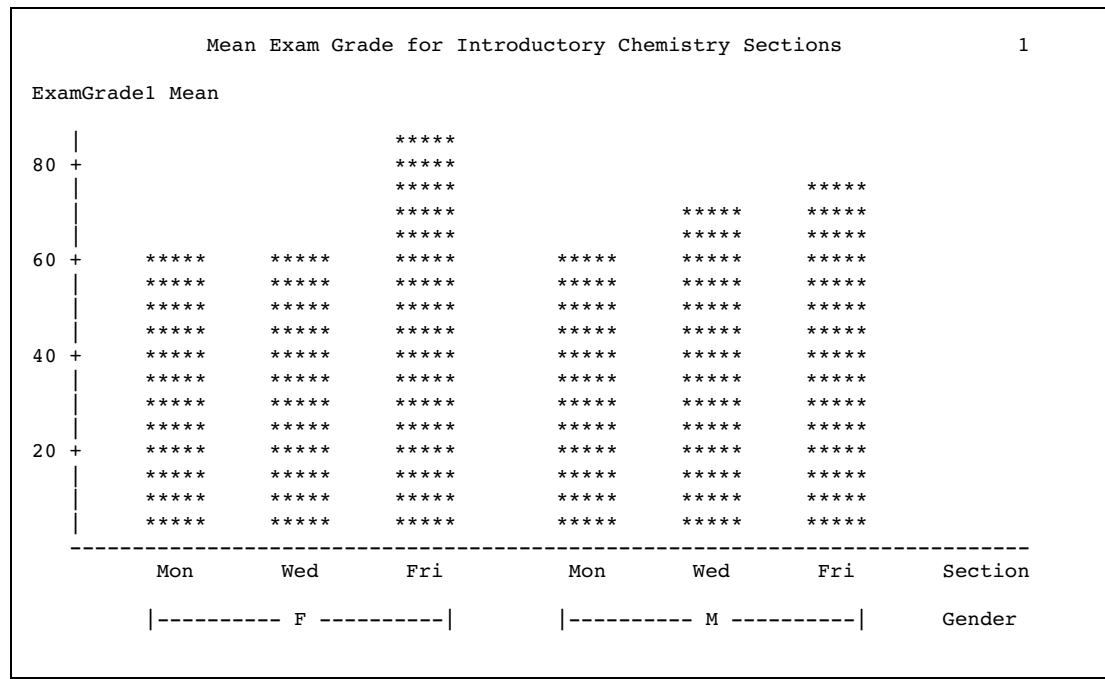 Mean Exam Grade for Introductory Chemistry Sections 1
ExamGrade1 Mean
| *****
80 + *****
| ***** *****
| ***** ***** *****
| ***** ***** *****
60 + ***** ***** ***** ***** ***** *****
| ***** ***** ***** ***** ***** *****
| ***** ***** ***** ***** ***** *****
| ***** ***** ***** ***** ***** *****
40 + ***** ***** ***** ***** ***** *****
| ***** ***** ***** ***** ***** *****
| ***** ***** ***** ***** ***** *****
| ***** ***** ***** ***** ***** *****
20 + ***** ***** ***** ***** ***** *****
| ***** ***** ***** ***** ***** *****
| ***** ***** ***** ***** ***** *****
| ***** ***** ***** ***** ***** *****
--------------------------------------------------------------------------------
Mon Wed Fri Mon Wed Fri Section
|---------- F ----------| |---------- M ----------| Gender